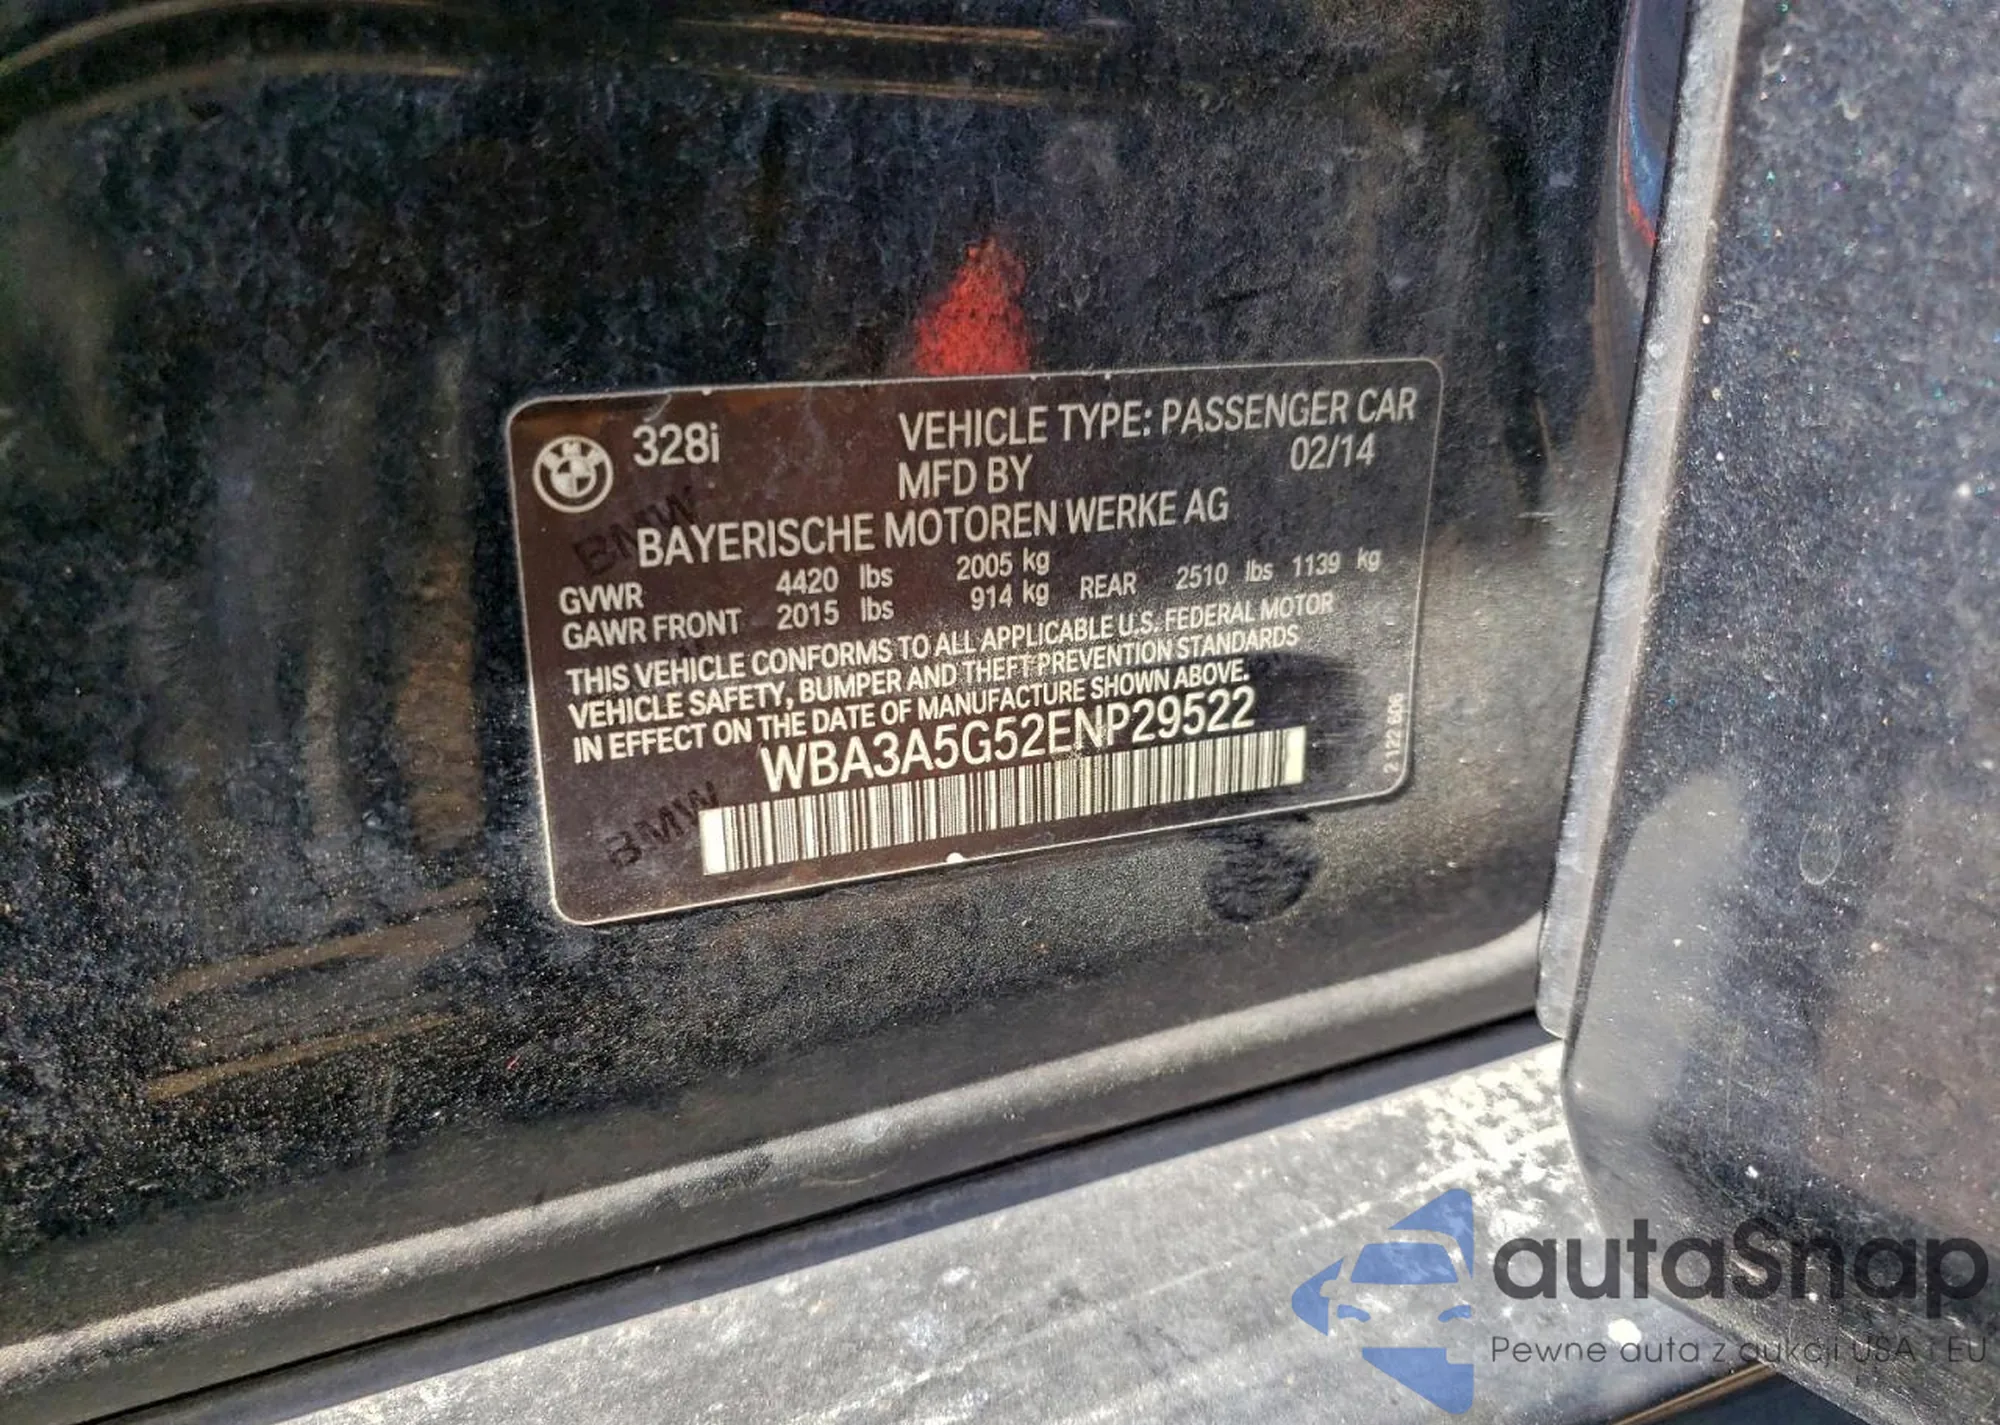 328i
VEHICLE TYPE: PASSENGER CAR
MFD BY 02/14
BAYERISCHE MOTOREN WERKE AG
GVWR 4420 lbs 2005 kg
GAWR FRONT 2015 lbs 914 kg REAR 2510 lbs 1139 kg
THIS VEHICLE CONFORMS TO ALL APPLICABLE U.S. FEDERAL MOTOR
VEHICLE SAFETY, BUMPER AND THEFT PREVENTION STANDARDS
IN EFFECT ON THE DATE OF MANUFACTURE SHOWN ABOVE.
WBA3A5G52ENP29522
2 122 606
BMW
BMW
autaSnap
Pewne auta z aukcji USA i EU